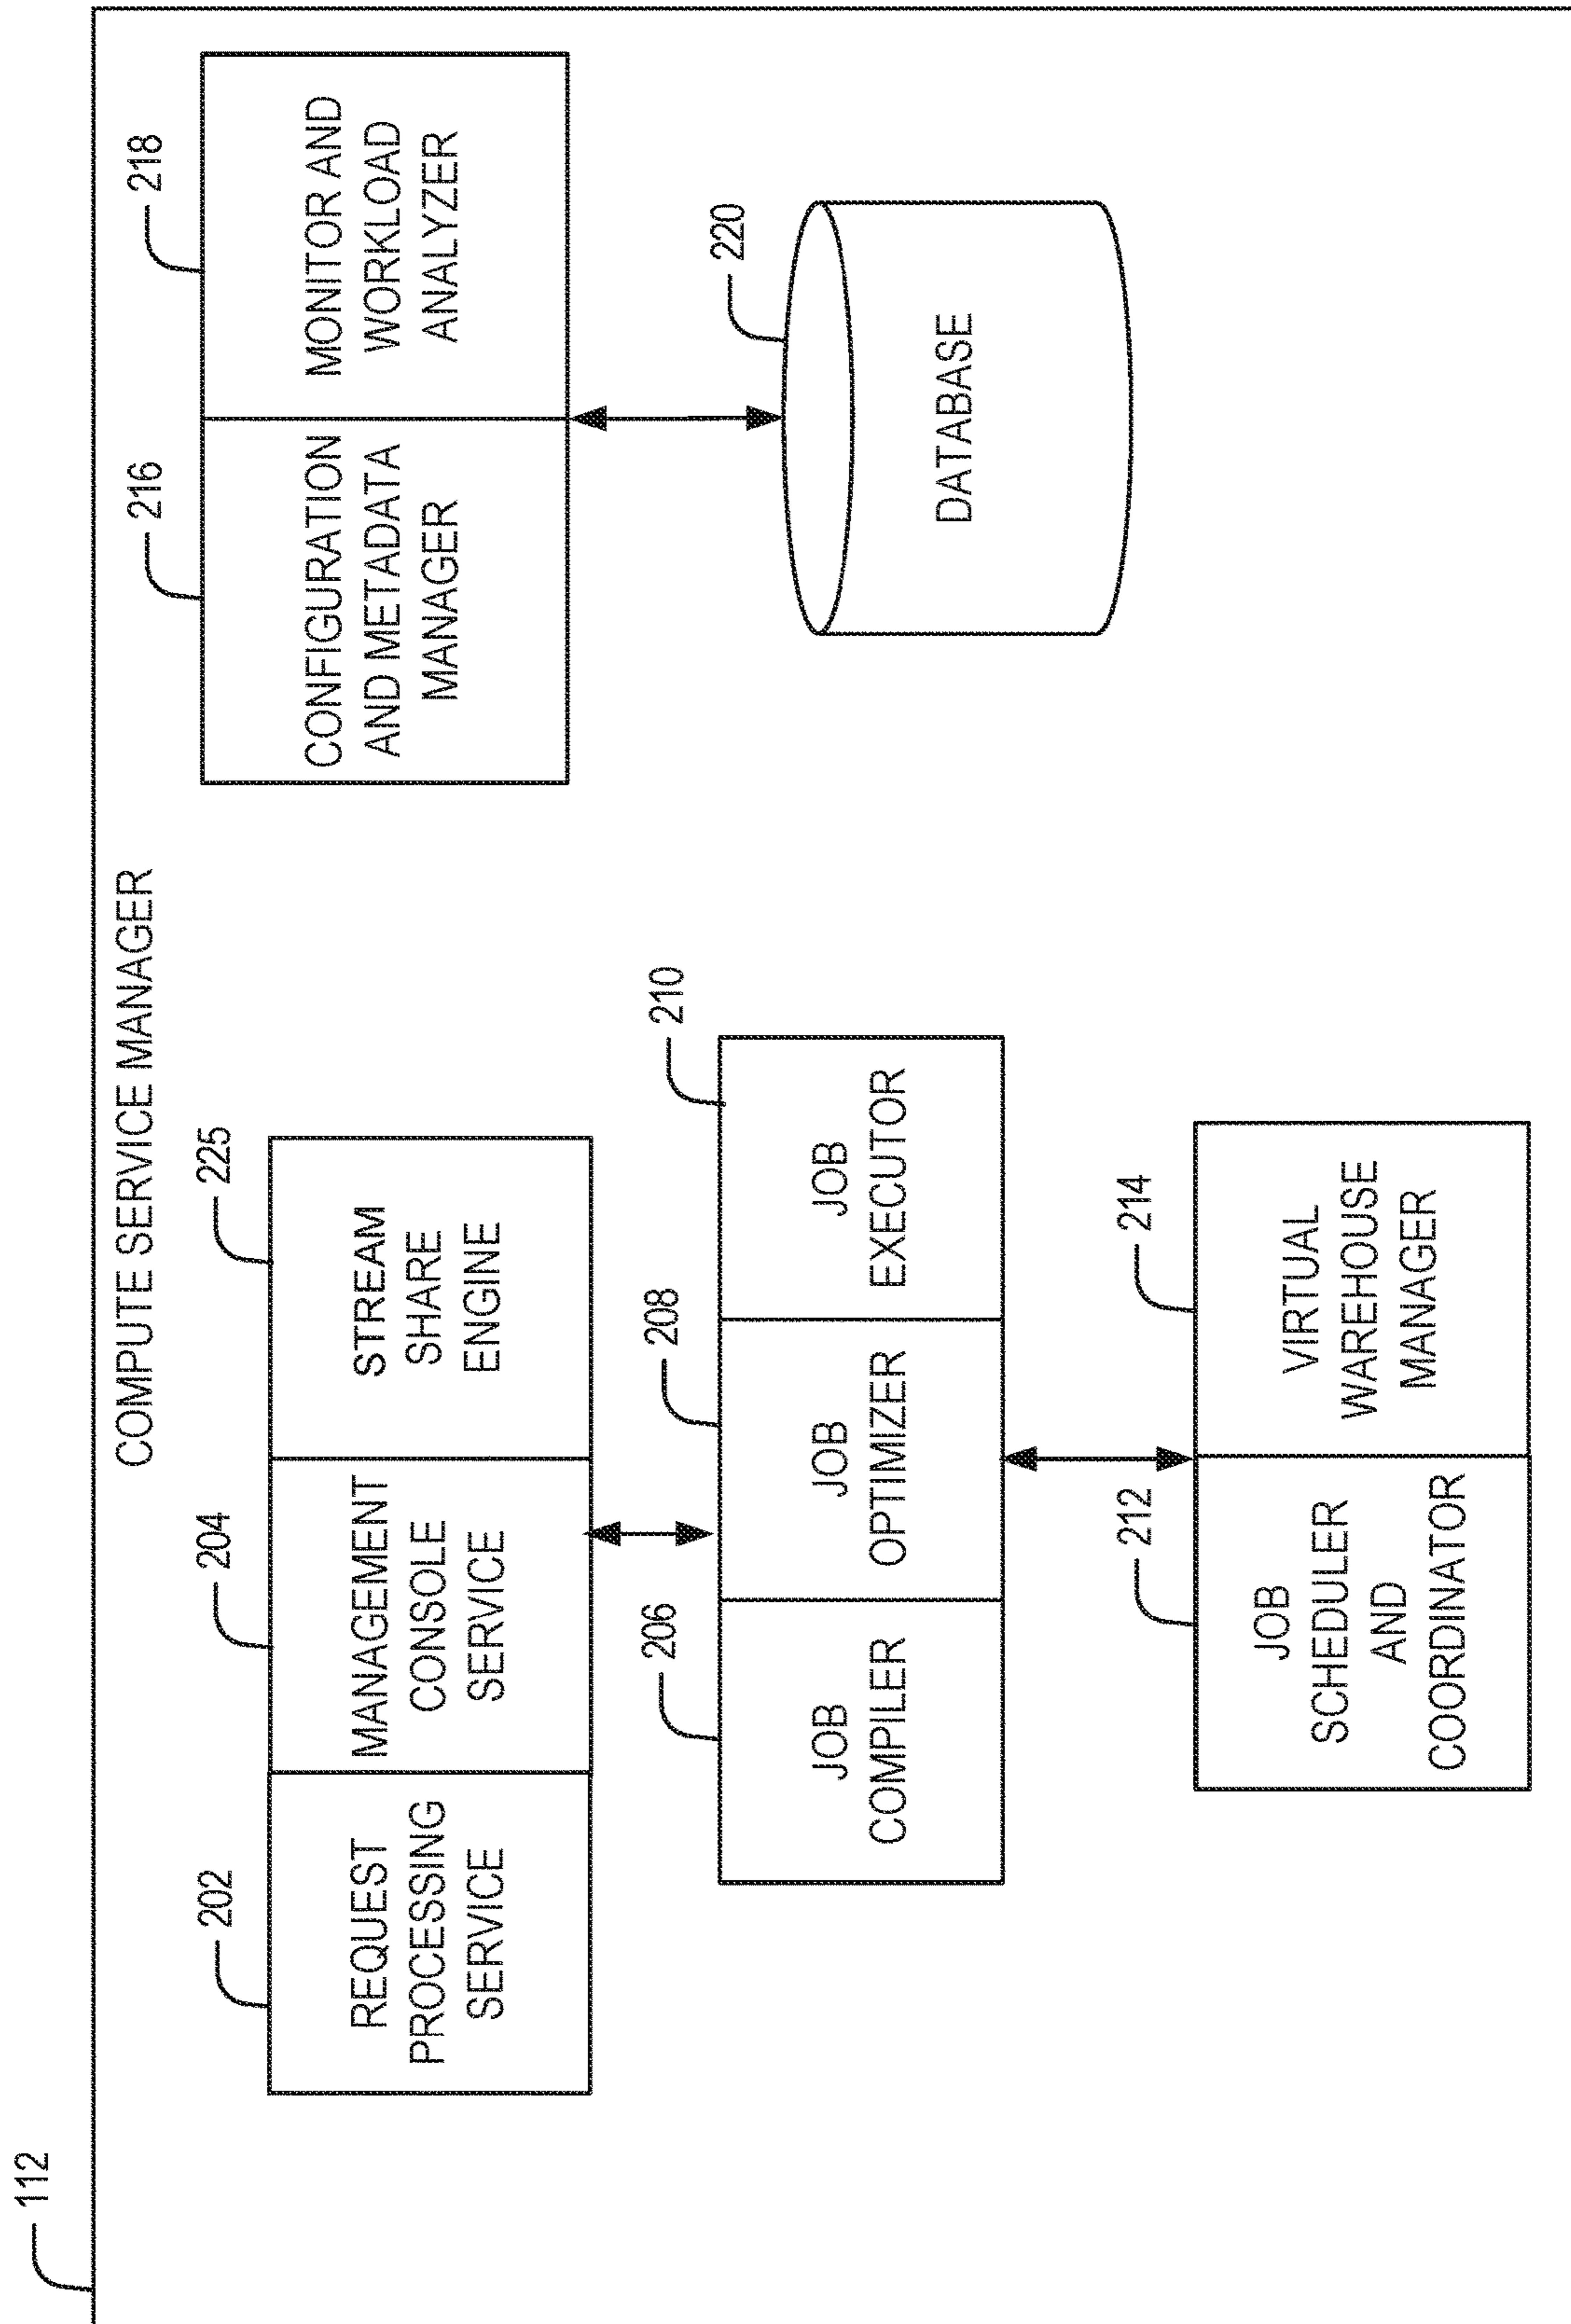 112
COMPUTE SERVICE MANAGER
202
REQUEST
PROCESSING
SERVICE
204
MANAGEMENT
CONSOLE
SERVICE
225
STREAM
SHARE
ENGINE
206
JOB
COMPILER
208
JOB
OPTIMIZER
210
JOB
EXECUTOR
212
JOB
SCHEDULER
AND
COORDINATOR
214
VIRTUAL
WAREHOUSE
MANAGER
216
CONFIGURATION
AND METADATA
MANAGER
218
MONITOR AND
WORKLOAD
ANALYZER
220
DATABASE